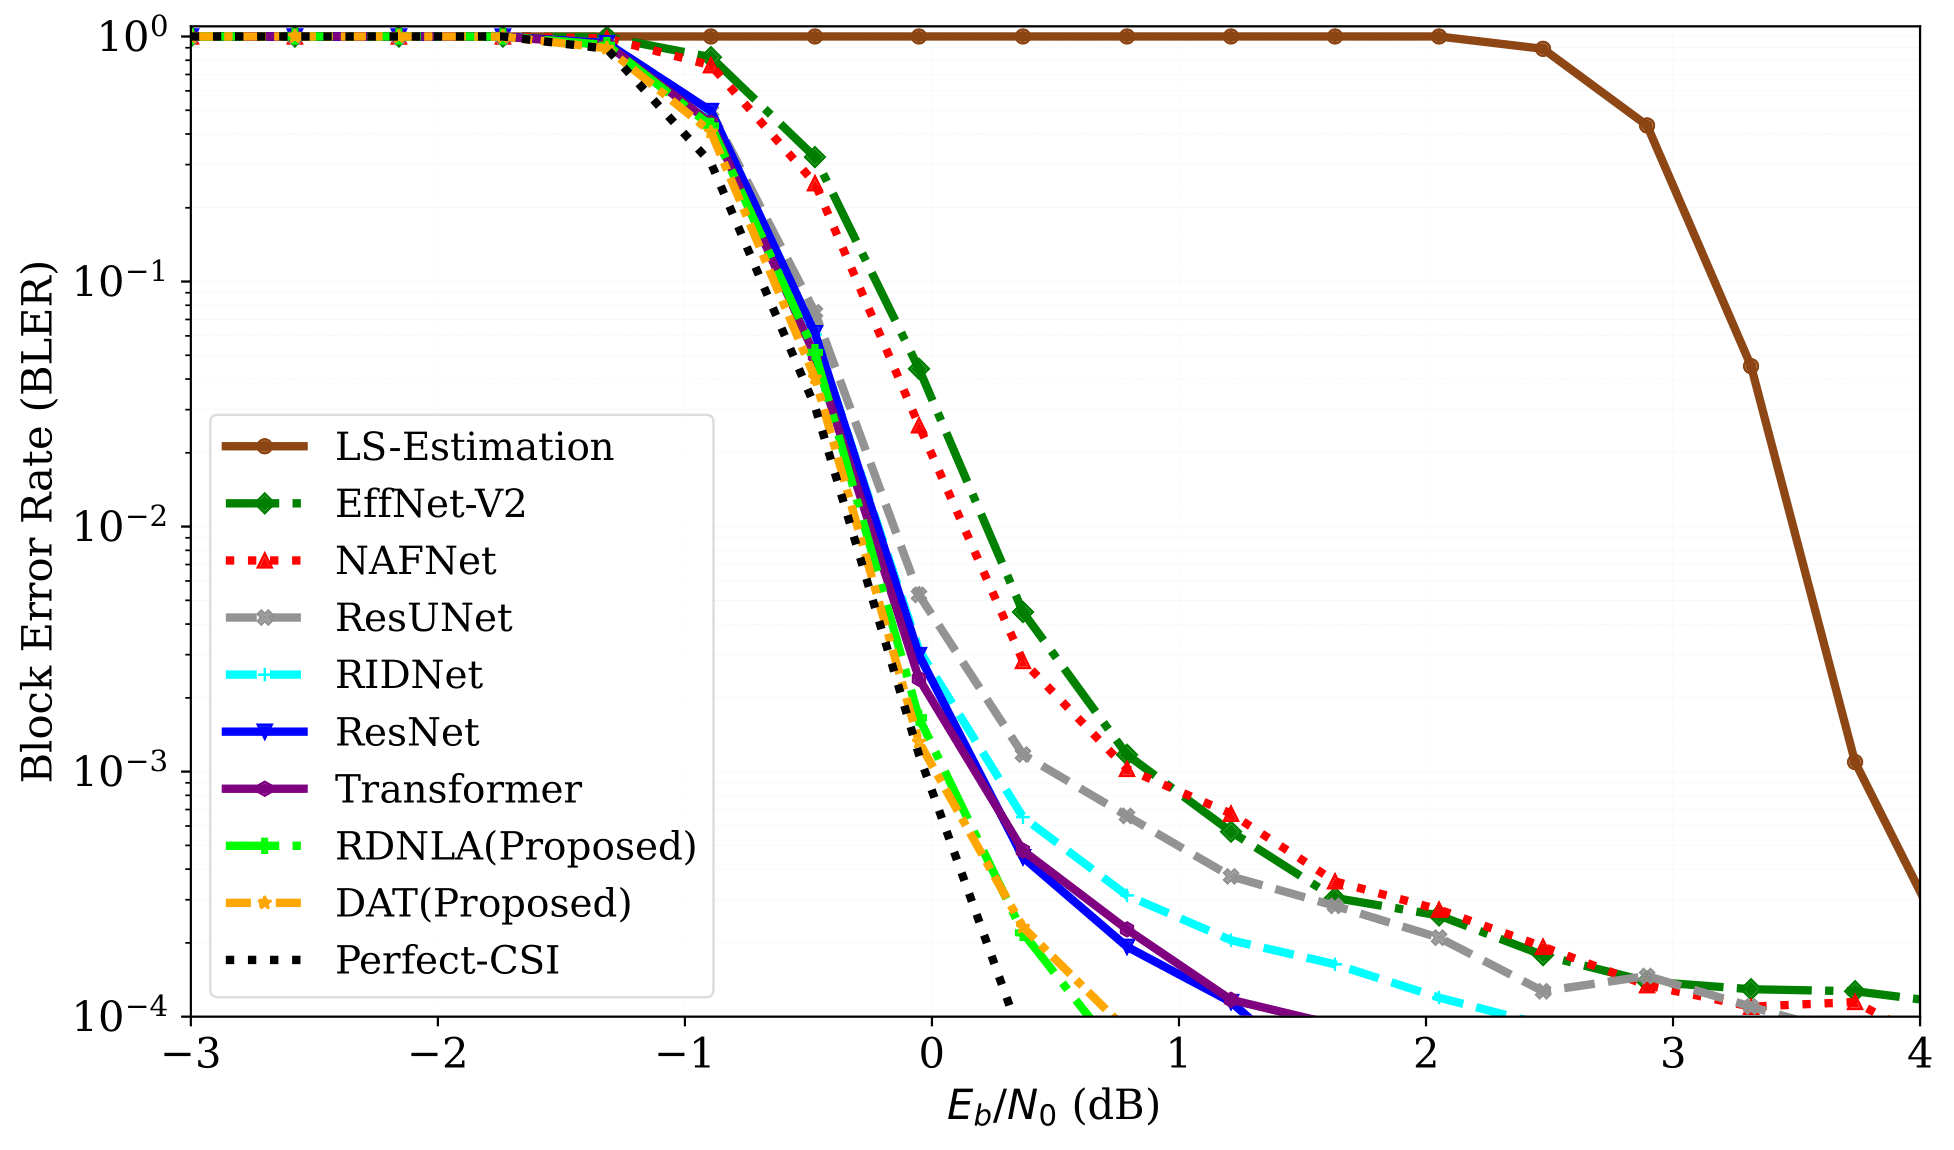 10⁰
10⁻¹
10⁻²
10⁻³
10⁻⁴
Block Error Rate (BLER)
LS-Estimation
EffNet-V2
NAFNet
ResUNet
RIDNet
ResNet
Transformer
RDNLA(Proposed)
DAT(Proposed)
Perfect-CSI
−3 −2 −1 0 1 2 3 4
E_b/N_0 (dB)